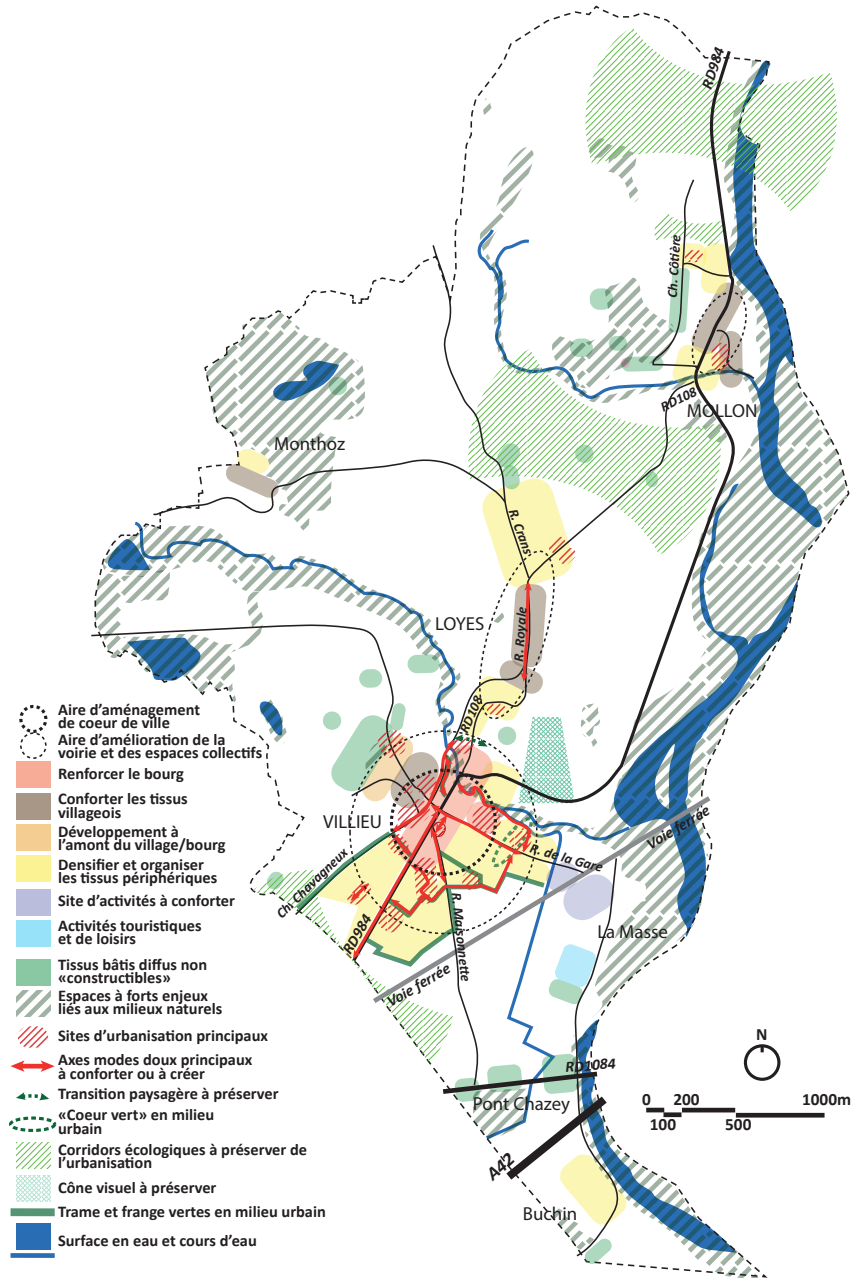 RD984
Ch. Côtière
RD108
MOLLON
Monthoz
R. Crans
LOYES
R. Royale
RD108
VILLIEU
Ch. Chavagneux
R. de la Gare
Voie ferrée
RD984
R. Maisonnette
La Masse
Voie ferrée
RD1084
Pont Chazey
A42
Buchin
N
0 200 1000m
100 500
Aire d'aménagement
de coeur de ville
Aire d'amélioration de la
voirie et des espaces collectifs
Renforcer le bourg
Conforter les tissus
villageois
Développement à
l'amont du village/bourg
Densifier et organiser
les tissus périphériques
Site d'activités à conforter
Activités touristiques
et de loisirs
Tissus bâtis diffus non
«constructibles»
Espaces à forts enjeux
liés aux milieux naturels
Sites d'urbanisation principaux
Axes modes doux principaux
à conforter ou à créer
Transition paysagère à préserver
«Coeur vert» en milieu
urbain
Corridors écologiques à préserver de
l'urbanisation
Cône visuel à préserver
Trame et frange vertes en milieu urbain
Surface en eau et cours d'eau